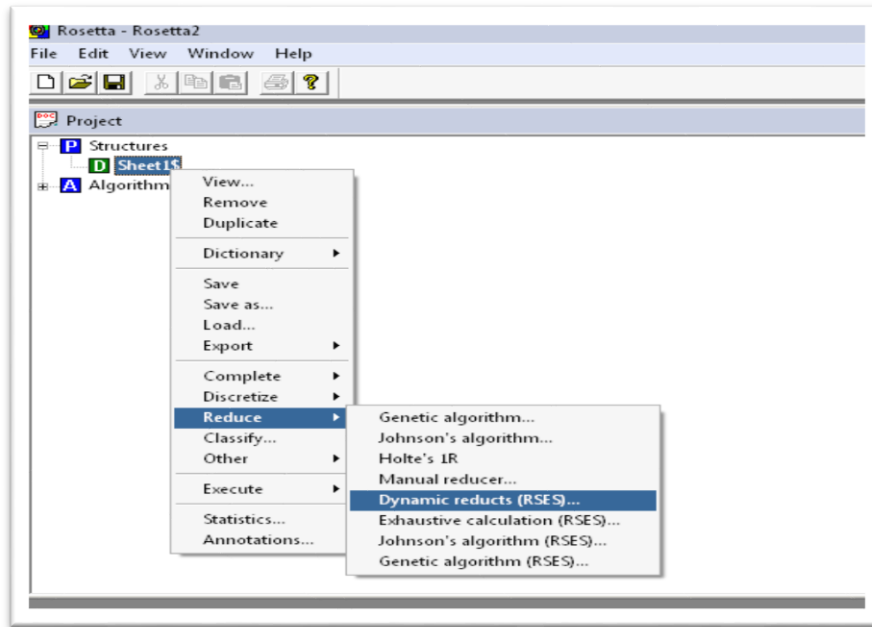 Rosetta - Rosetta2
File Edit View Window Help
Project
P Structures
D Sheet1$
A Algorithm
View...
Remove
Duplicate
Dictionary
Save
Save as...
Load...
Export
Complete
Discretize
Reduce
Classify...
Other
Execute
Statistics...
Annotations...
Genetic algorithm...
Johnson's algorithm...
Holte's 1R
Manual reducer...
Dynamic reducts (RSES)...
Exhaustive calculation (RSES)...
Johnson's algorithm (RSES)...
Genetic algorithm (RSES)...